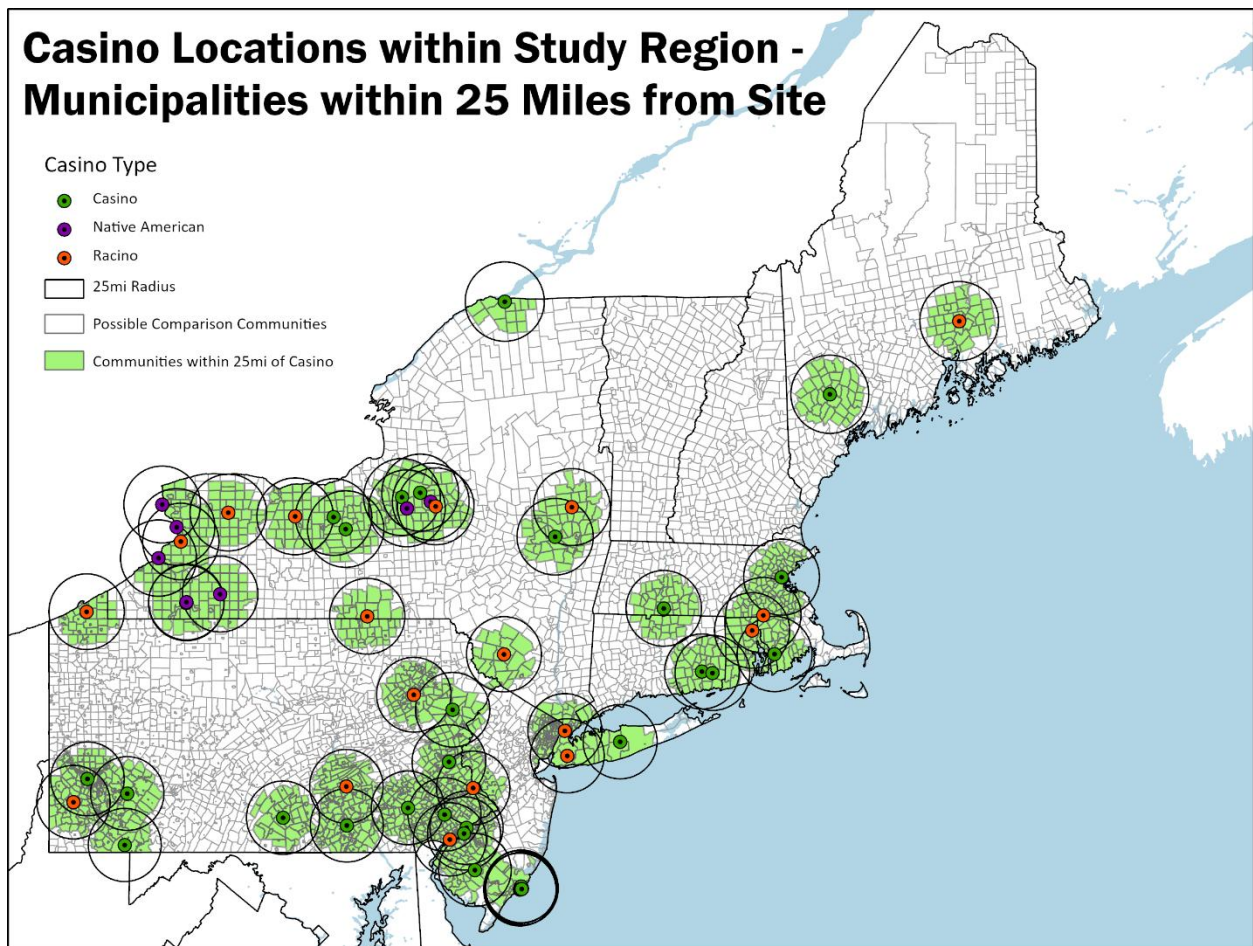 Casino Locations within Study Region -
Municipalities within 25 Miles from Site
Casino Type
Casino
Native American
Racino
25mi Radius
Possible Comparison Communities
Communities within 25mi of Casino